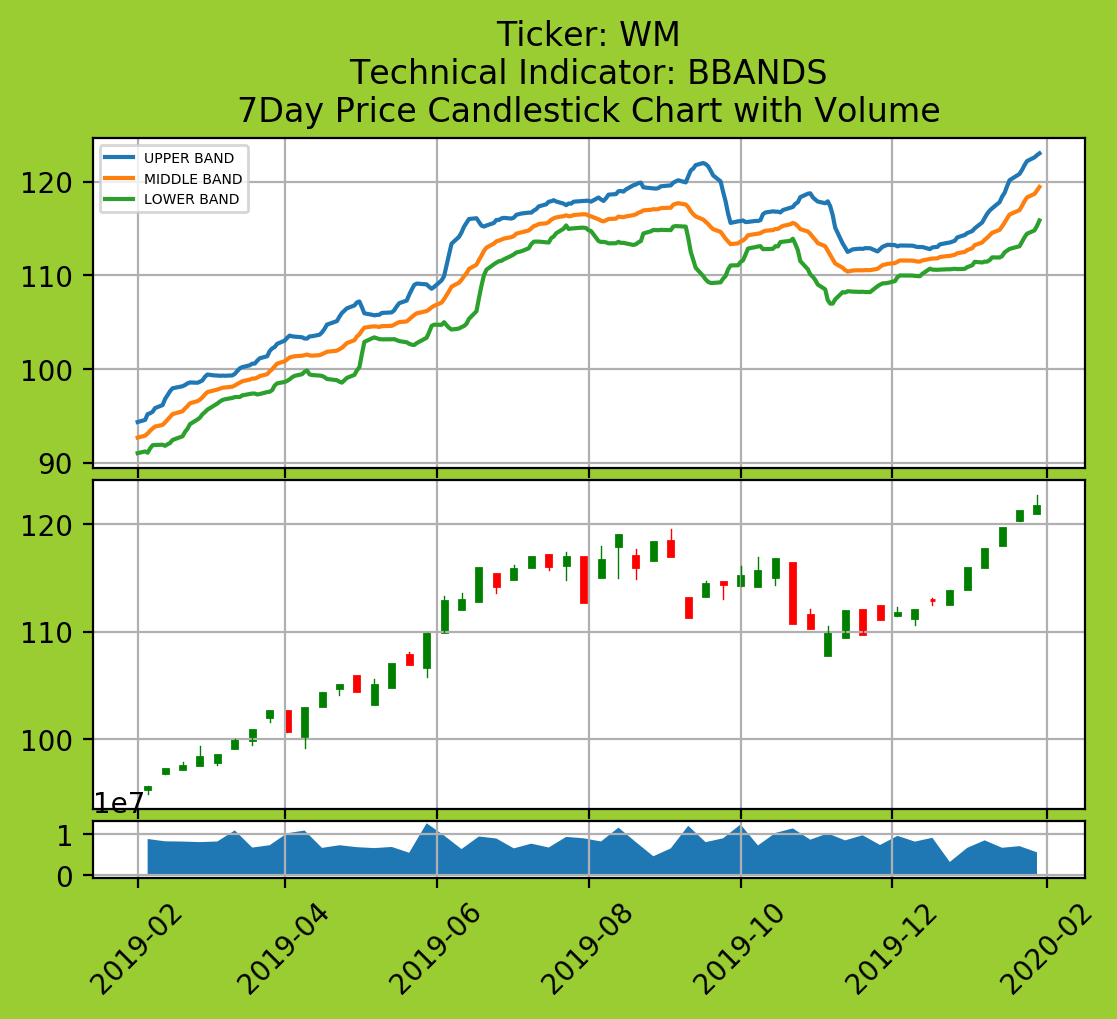 Ticker: WM
Technical Indicator: BBANDS
7Day Price Candlestick Chart with Volume
UPPER BAND
MIDDLE BAND
LOWER BAND
120
110
100
90
120
110
100
1e7
1
0
2019-02
2019-04
2019-06
2019-08
2019-10
2019-12
2020-02